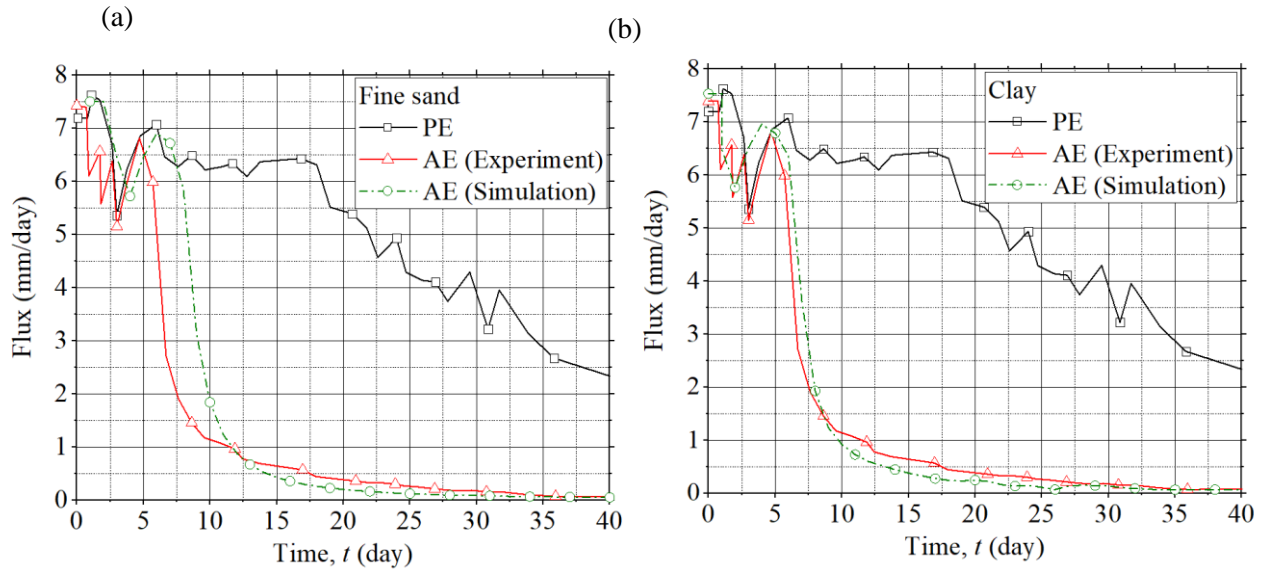 (a)
Fine sand
PE
AE (Experiment)
AE (Simulation)
Flux (mm/day)
8
7
6
5
4
3
2
1
0
0 5 10 15 20 25 30 35 40
Time, t (day)
(b)
Clay
PE
AE (Experiment)
AE (Simulation)
Flux (mm/day)
8
7
6
5
4
3
2
1
0
0 5 10 15 20 25 30 35 40
Time, t (day)